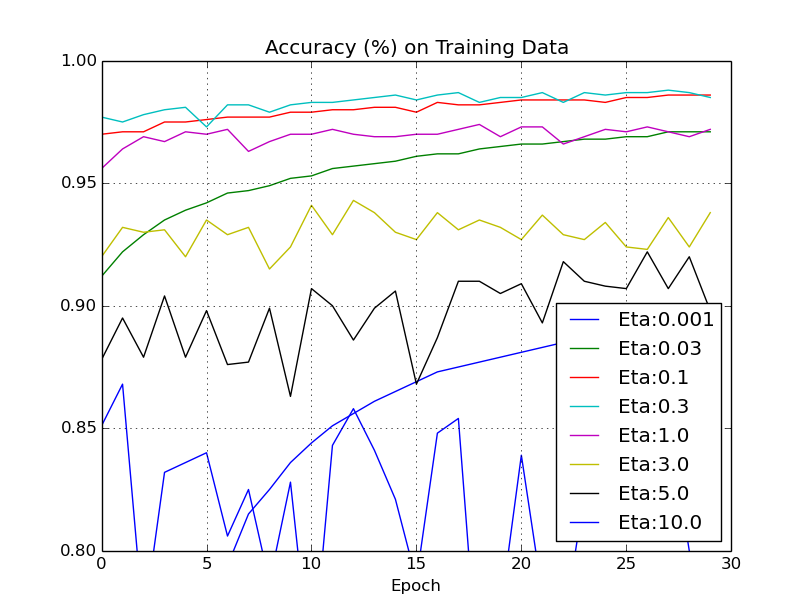 Accuracy (%) on Training Data
1.00
0.95
0.90
0.85
0.80
Eta:0.001
Eta:0.03
Eta:0.1
Eta:0.3
Eta:1.0
Eta:3.0
Eta:5.0
Eta:10.0
0 5 10 15 20 25 30
Epoch